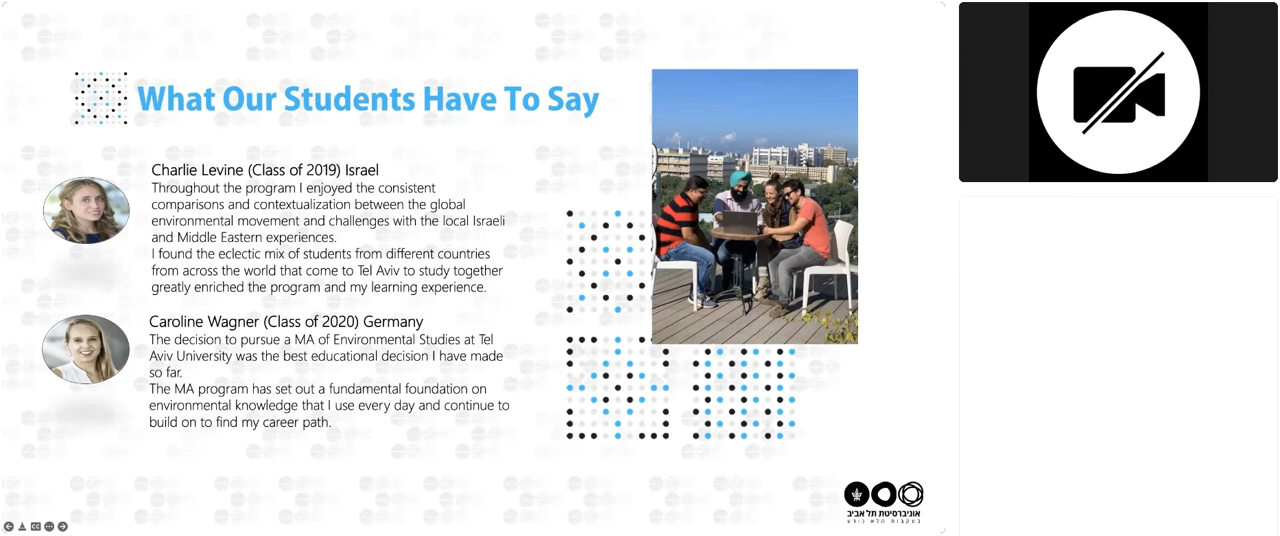 What Our Students Have To Say
Charlie Levine (Class of 2019) Israel
Throughout the program I enjoyed the consistent
comparisons and contextualization between the global
environmental movement and challenges with the local Israeli
and Middle Eastern experiences.
I found the eclectic mix of students from different countries
from across the world that come to Tel Aviv to study together
greatly enriched the program and my learning experience.
Caroline Wagner (Class of 2020) Germany
The decision to pursue a MA of Environmental Studies at Tel
Aviv University was the best educational decision I have made
so far.
The MA program has set out a fundamental foundation on
environmental knowledge that I use every day and continue to
build on to find my career path.
אוניברסיטת תל אביב
בעקבות הלא נודע
CC